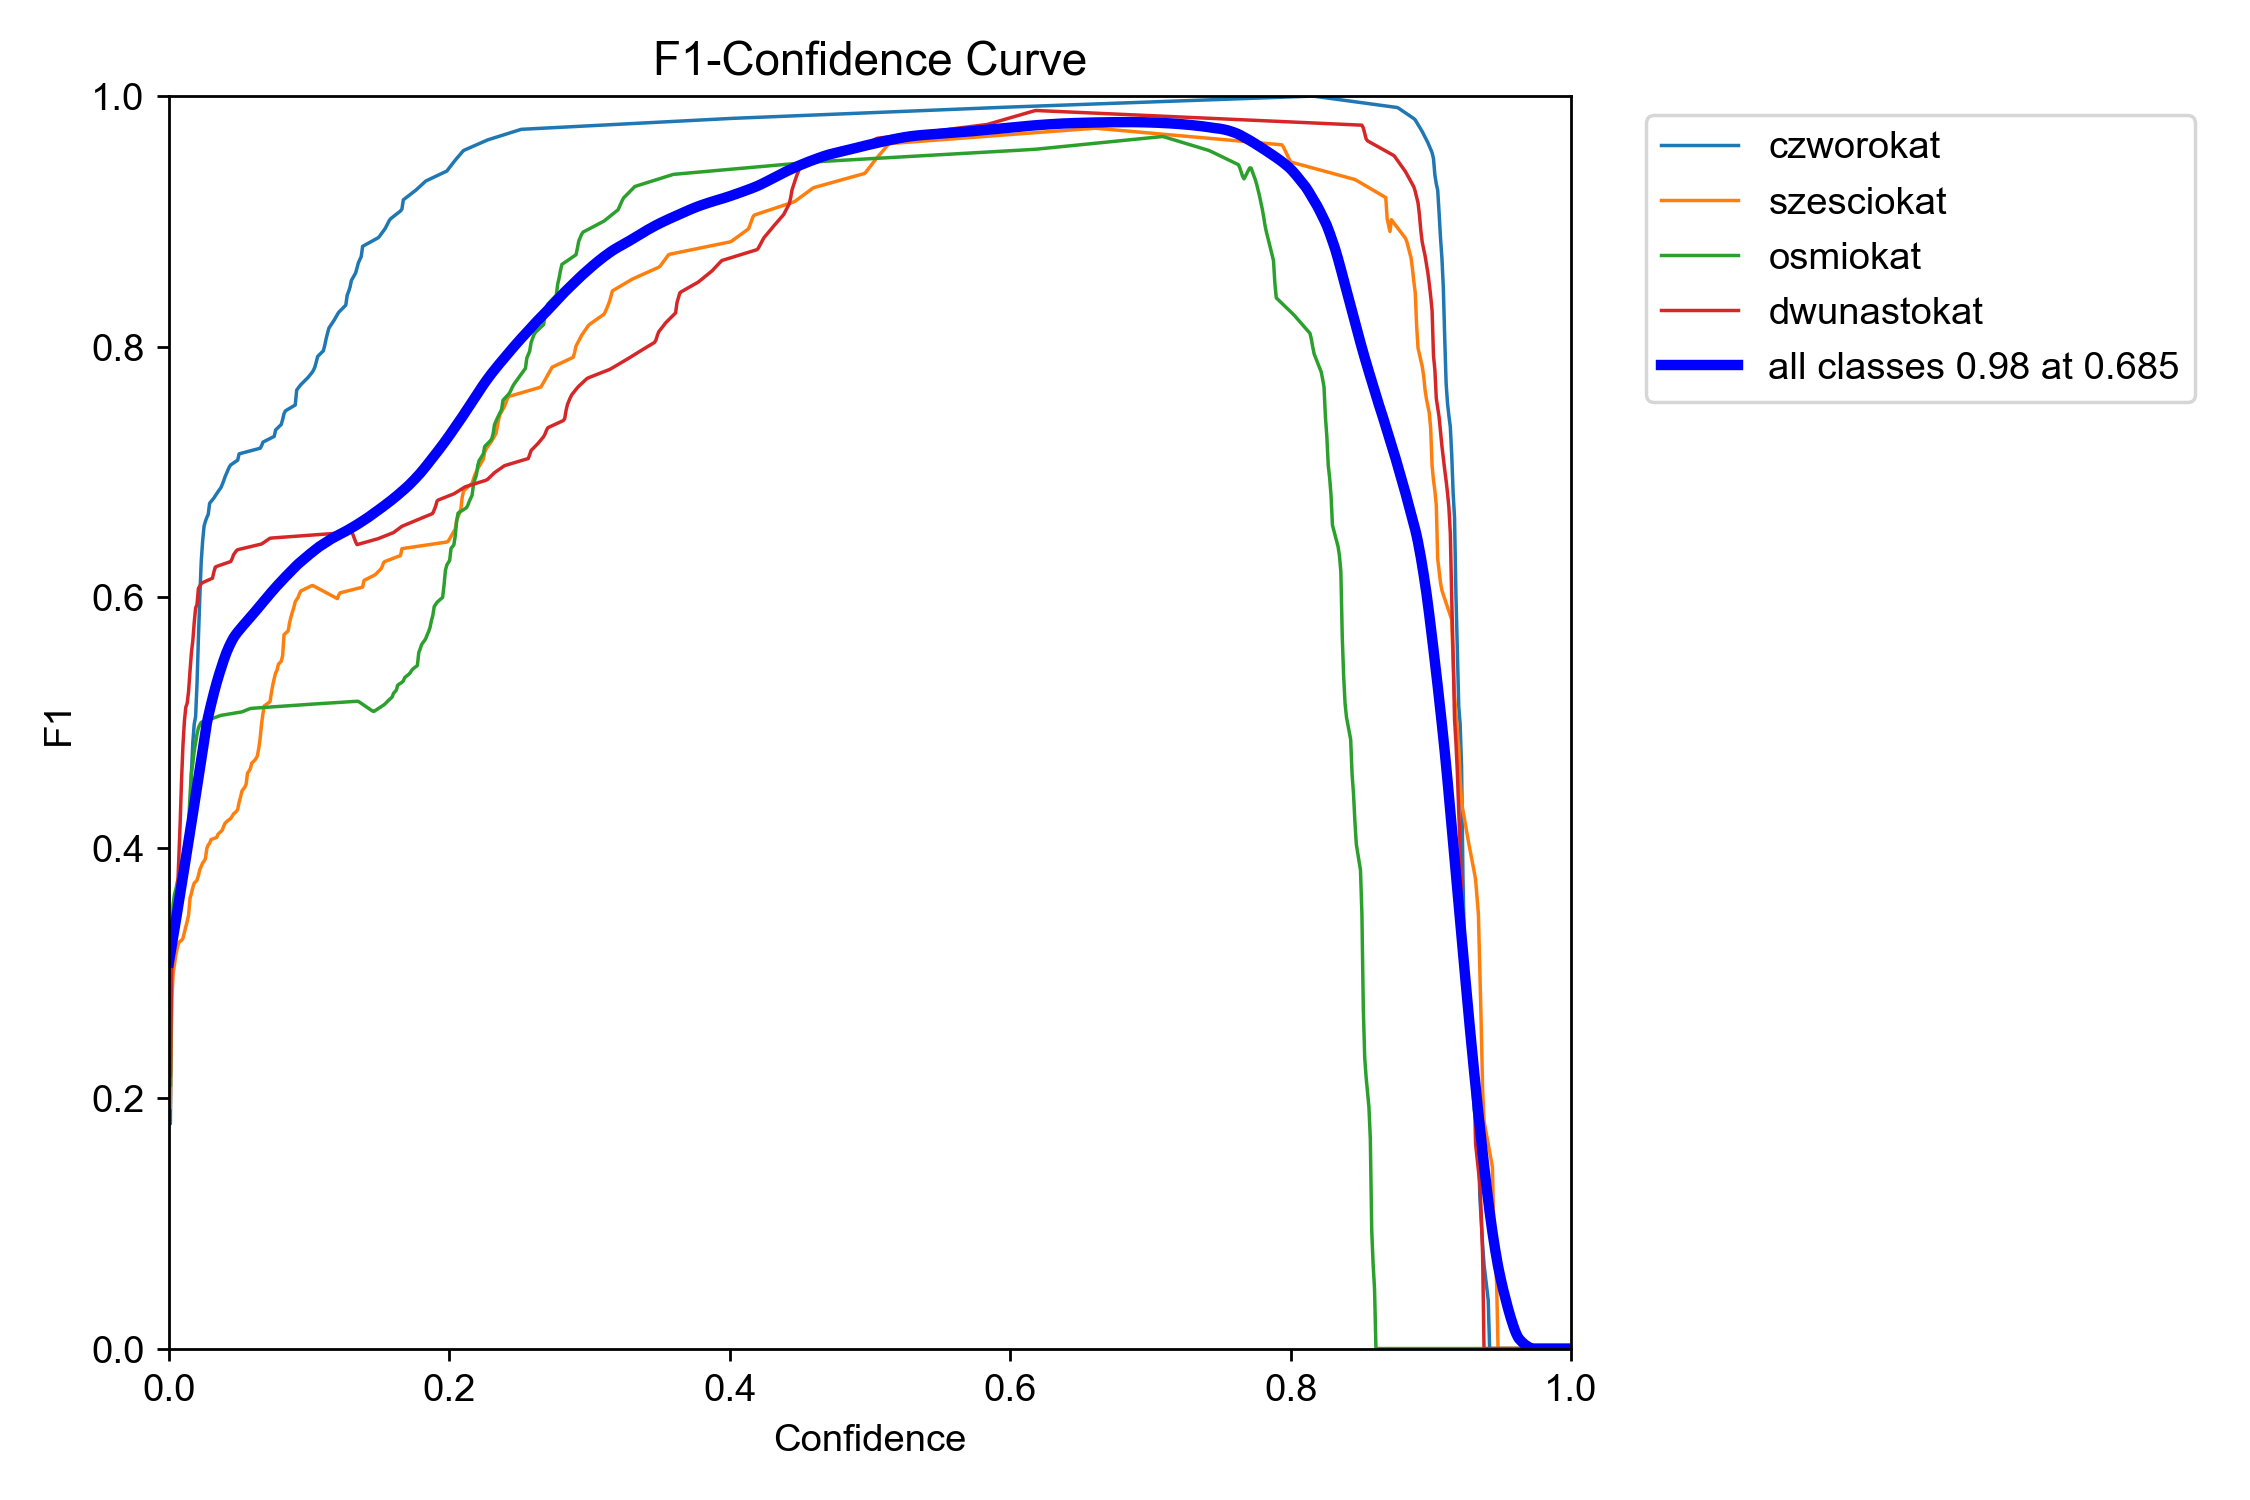 F1-Confidence Curve
1.0
0.8
0.6
0.4
0.2
0.0
F1
0.0 0.2 0.4 0.6 0.8 1.0
Confidence
czworokat
szesciokat
osmiokat
dwunastokat
all classes 0.98 at 0.685